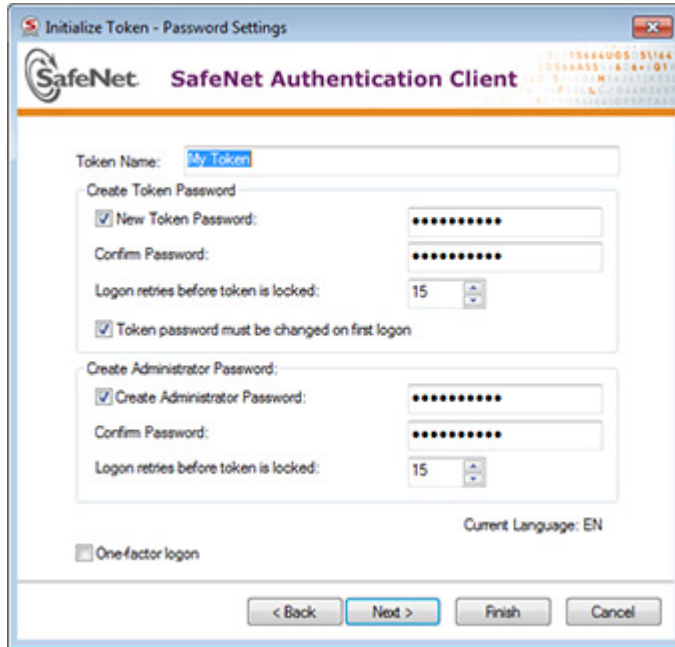 Initialize Token - Password Settings
SafeNet. SafeNet Authentication Client
Token Name: My Token
Create Token Password
New Token Password: ••••••••••
Confirm Password: ••••••••••
Logon retries before token is locked: 15
Token password must be changed on first logon
Create Administrator Password:
Create Administrator Password: ••••••••••
Confirm Password: ••••••••••
Logon retries before token is locked: 15
Current Language: EN
One-factor logon
< Back Next > Finish Cancel